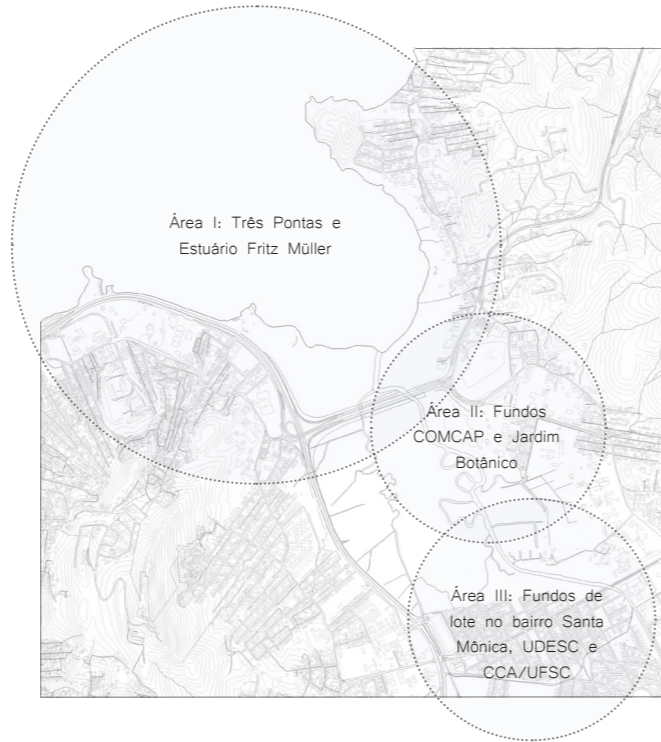 Área I: Três Pontas e
Estuário Fritz Müller
Área II: Fundos
COMCAP e Jardim
Botânico
Área III: Fundos de
lote no bairro Santa
Mônica, UDESC e
CCA/UFSC